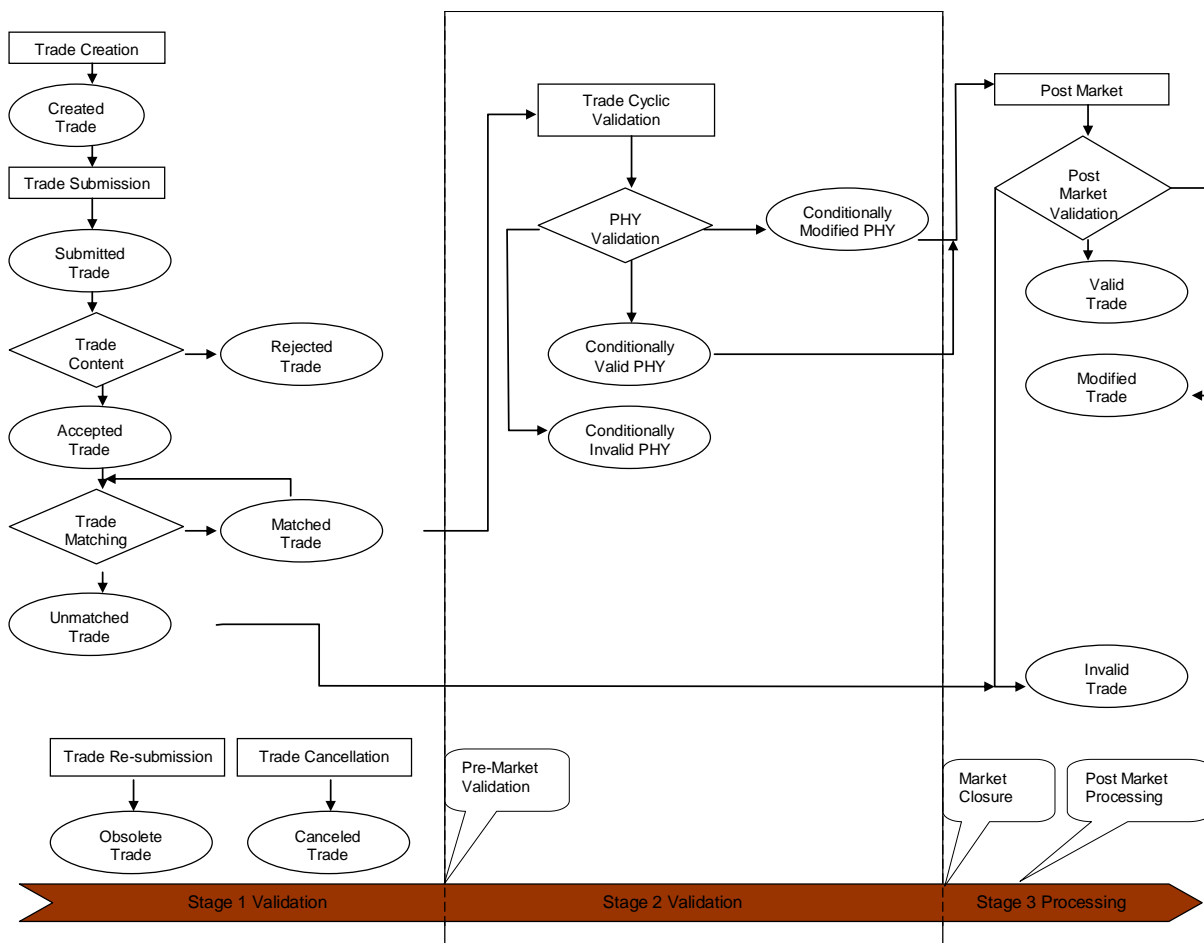 Trade Creation
Created
Trade
Trade Submission
Submitted
Trade
Trade
Content
Rejected
Trade
Accepted
Trade
Trade
Matching
Matched
Trade
Unmatched
Trade
Trade Re-submission
Obsolete
Trade
Trade Cancellation
Canceled
Trade
Trade Cyclic
Validation
PHY
Validation
Conditionally
Modified PHY
Conditionally
Valid PHY
Conditionally
Invalid PHY
Pre-Market
Validation
Post Market
Post
Market
Validation
Valid
Trade
Modified
Trade
Invalid
Trade
Market
Closure
Post Market
Processing
Stage 1 Validation
Stage 2 Validation
Stage 3 Processing